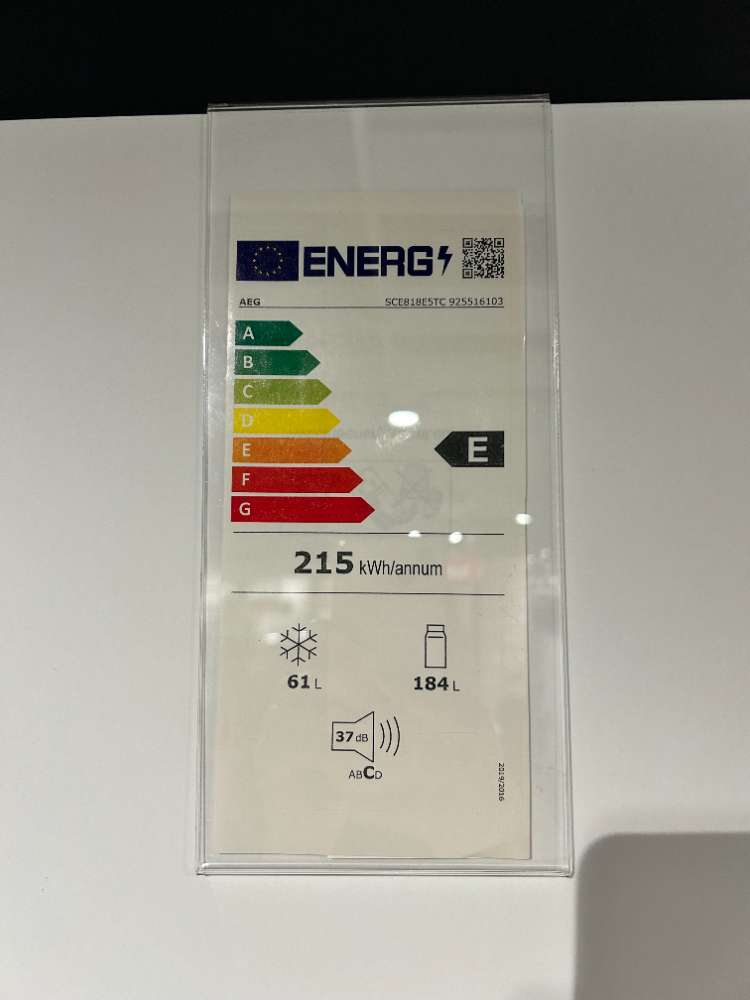 ENERG
AEG SCE818E5TC 925516103
A
B
C
D
E
E
F
G
215 kWh/annum
61 L 184 L
37 dB
ABCD
2019/2016